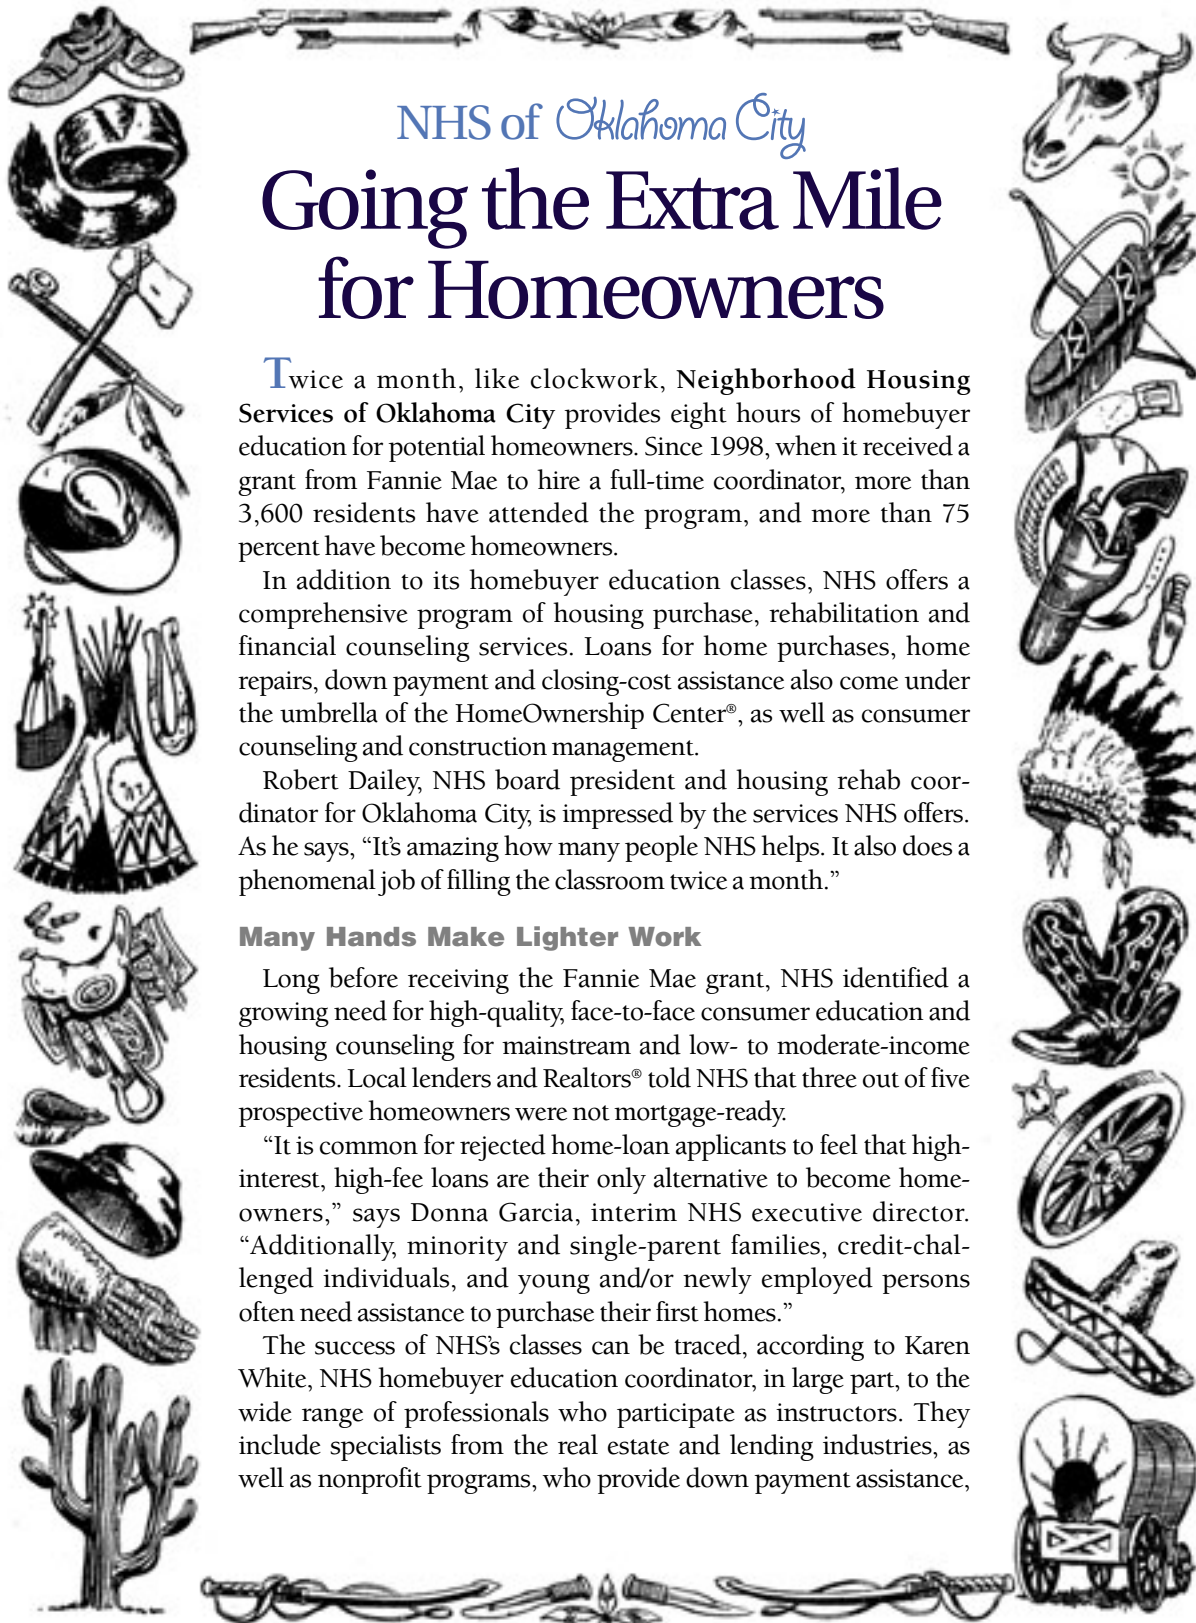 NHS of Oklahoma City
Going the Extra Mile
for Homeowners
Twice a month, like clockwork, Neighborhood Housing
Services of Oklahoma City provides eight hours of homebuyer
education for potential homeowners. Since 1998, when it received a
grant from Fannie Mae to hire a full-time coordinator, more than
3,600 residents have attended the program, and more than 75
percent have become homeowners.
In addition to its homebuyer education classes, NHS offers a
comprehensive program of housing purchase, rehabilitation and
financial counseling services. Loans for home purchases, home
repairs, down payment and closing-cost assistance also come under
the umbrella of the HomeOwnership Center®, as well as consumer
counseling and construction management.
Robert Dailey, NHS board president and housing rehab coor-
dinator for Oklahoma City, is impressed by the services NHS offers.
As he says, “It’s amazing how many people NHS helps. It also does a
phenomenal job of filling the classroom twice a month.”
Many Hands Make Lighter Work
Long before receiving the Fannie Mae grant, NHS identified a
growing need for high-quality, face-to-face consumer education and
housing counseling for mainstream and low- to moderate-income
residents. Local lenders and Realtors® told NHS that three out of five
prospective homeowners were not mortgage-ready.
“It is common for rejected home-loan applicants to feel that high-
interest, high-fee loans are their only alternative to become home-
owners,” says Donna Garcia, interim NHS executive director.
“Additionally, minority and single-parent families, credit-chal-
lenged individuals, and young and/or newly employed persons
often need assistance to purchase their first homes.”
The success of NHS’s classes can be traced, according to Karen
White, NHS homebuyer education coordinator, in large part, to the
wide range of professionals who participate as instructors. They
include specialists from the real estate and lending industries, as
well as nonprofit programs, who provide down payment assistance,